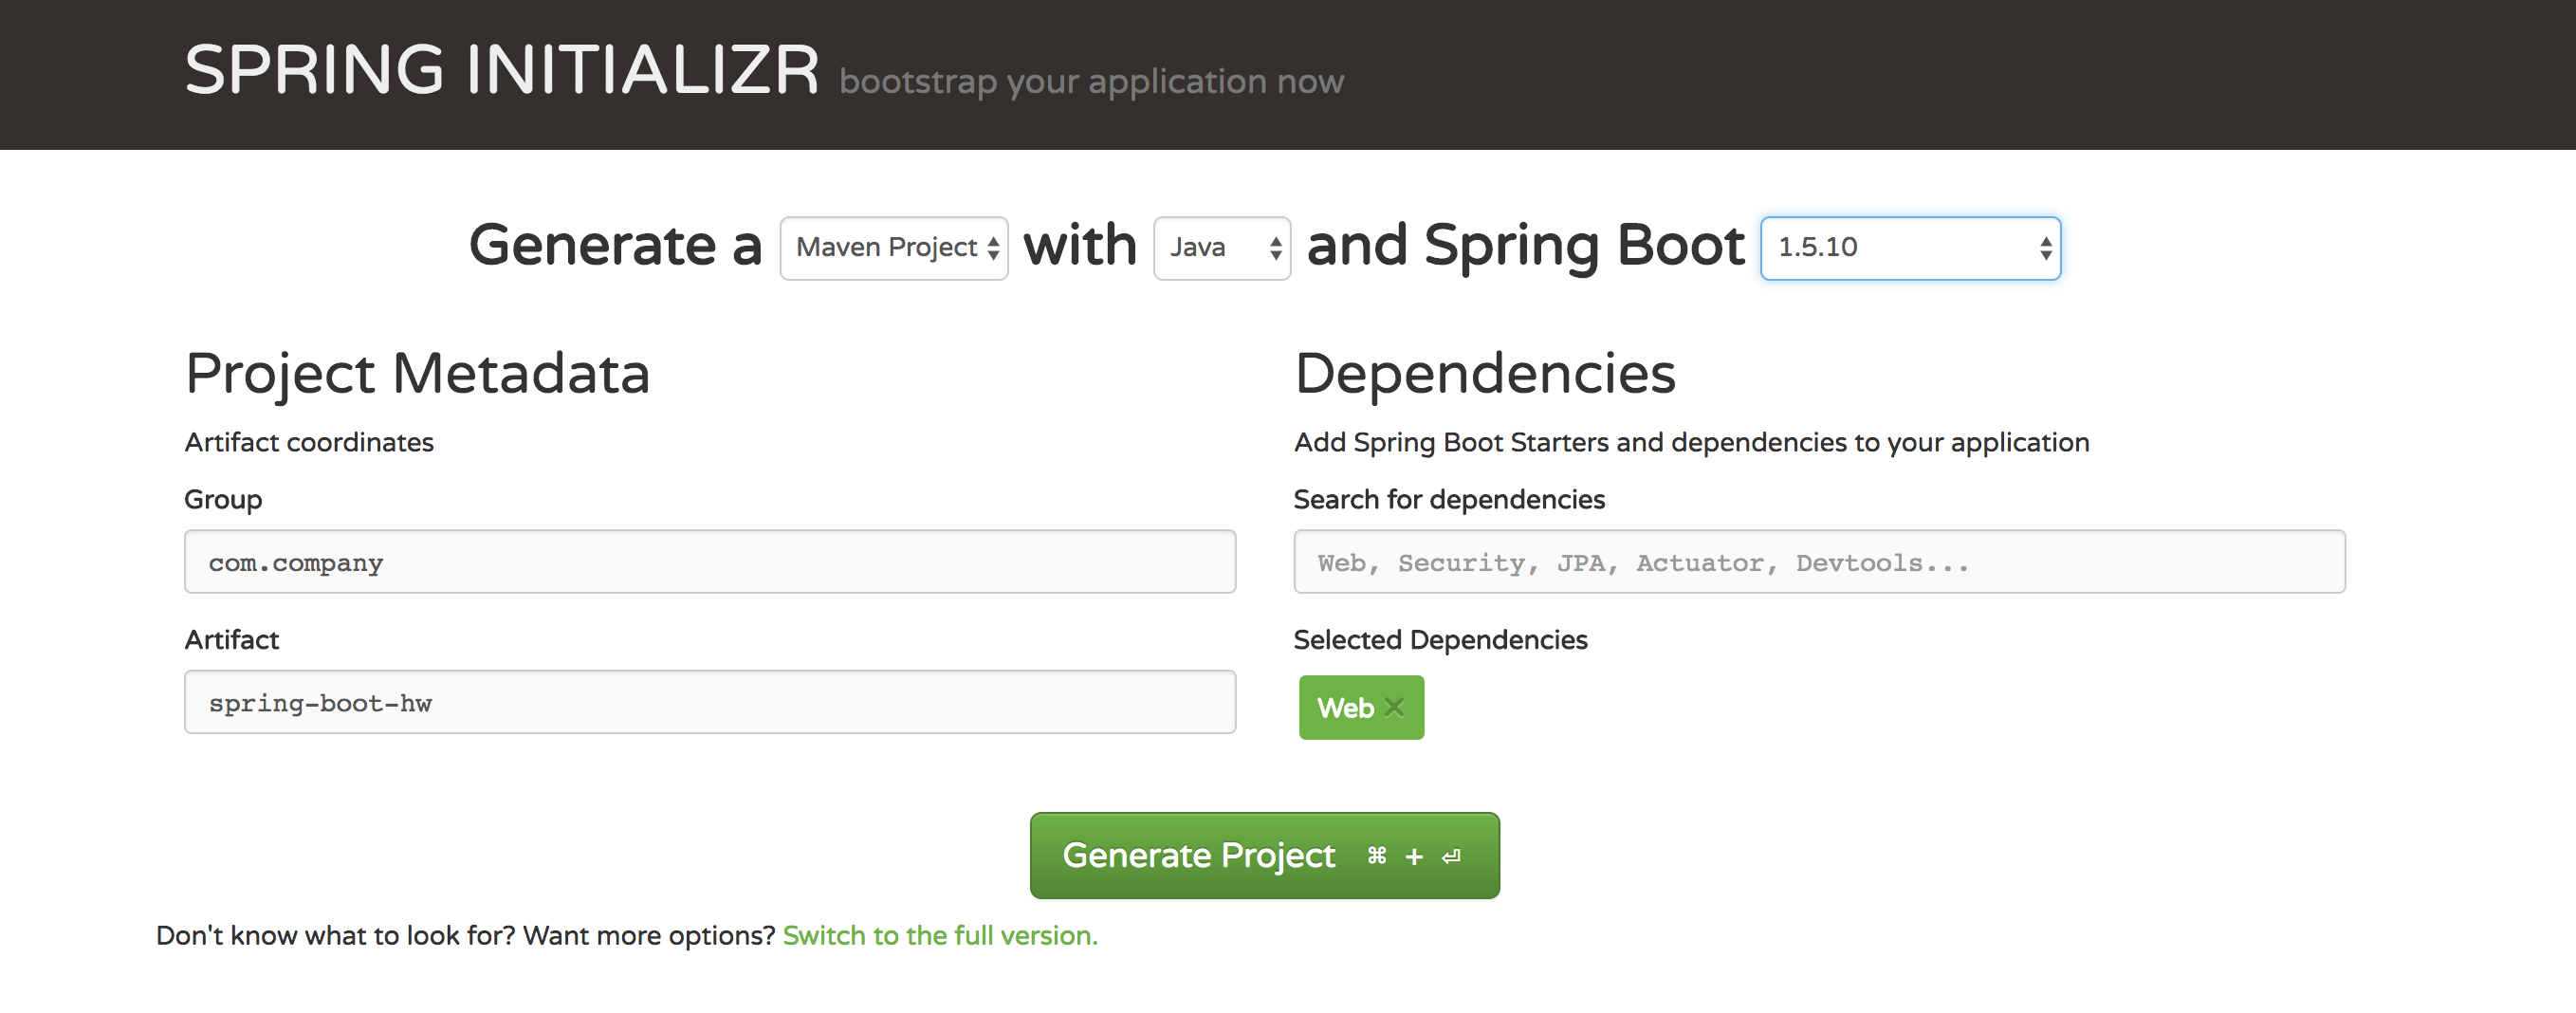 SPRING INITIALIZR bootstrap your application now
Generate a Maven Project with Java and Spring Boot 1.5.10
Project Metadata
Artifact coordinates
Group
com.company
Artifact
spring-boot-hw
Dependencies
Add Spring Boot Starters and dependencies to your application
Search for dependencies
Web, Security, JPA, Actuator, Devtools...
Selected Dependencies
Web ×
Generate Project ⌘ + ⏎
Don't know what to look for? Want more options? Switch to the full version.